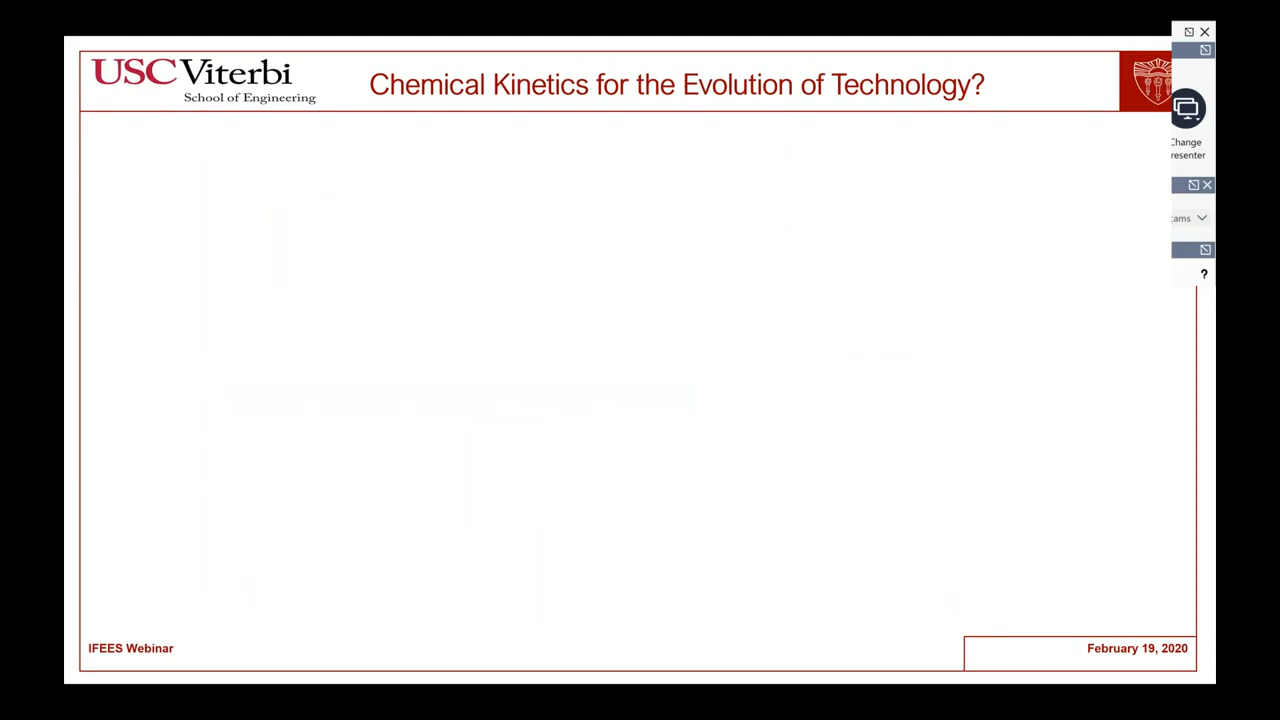 USC Viterbi
School of Engineering
Chemical Kinetics for the Evolution of Technology?
Change
resenter
ams
?
IFEES Webinar
February 19, 2020